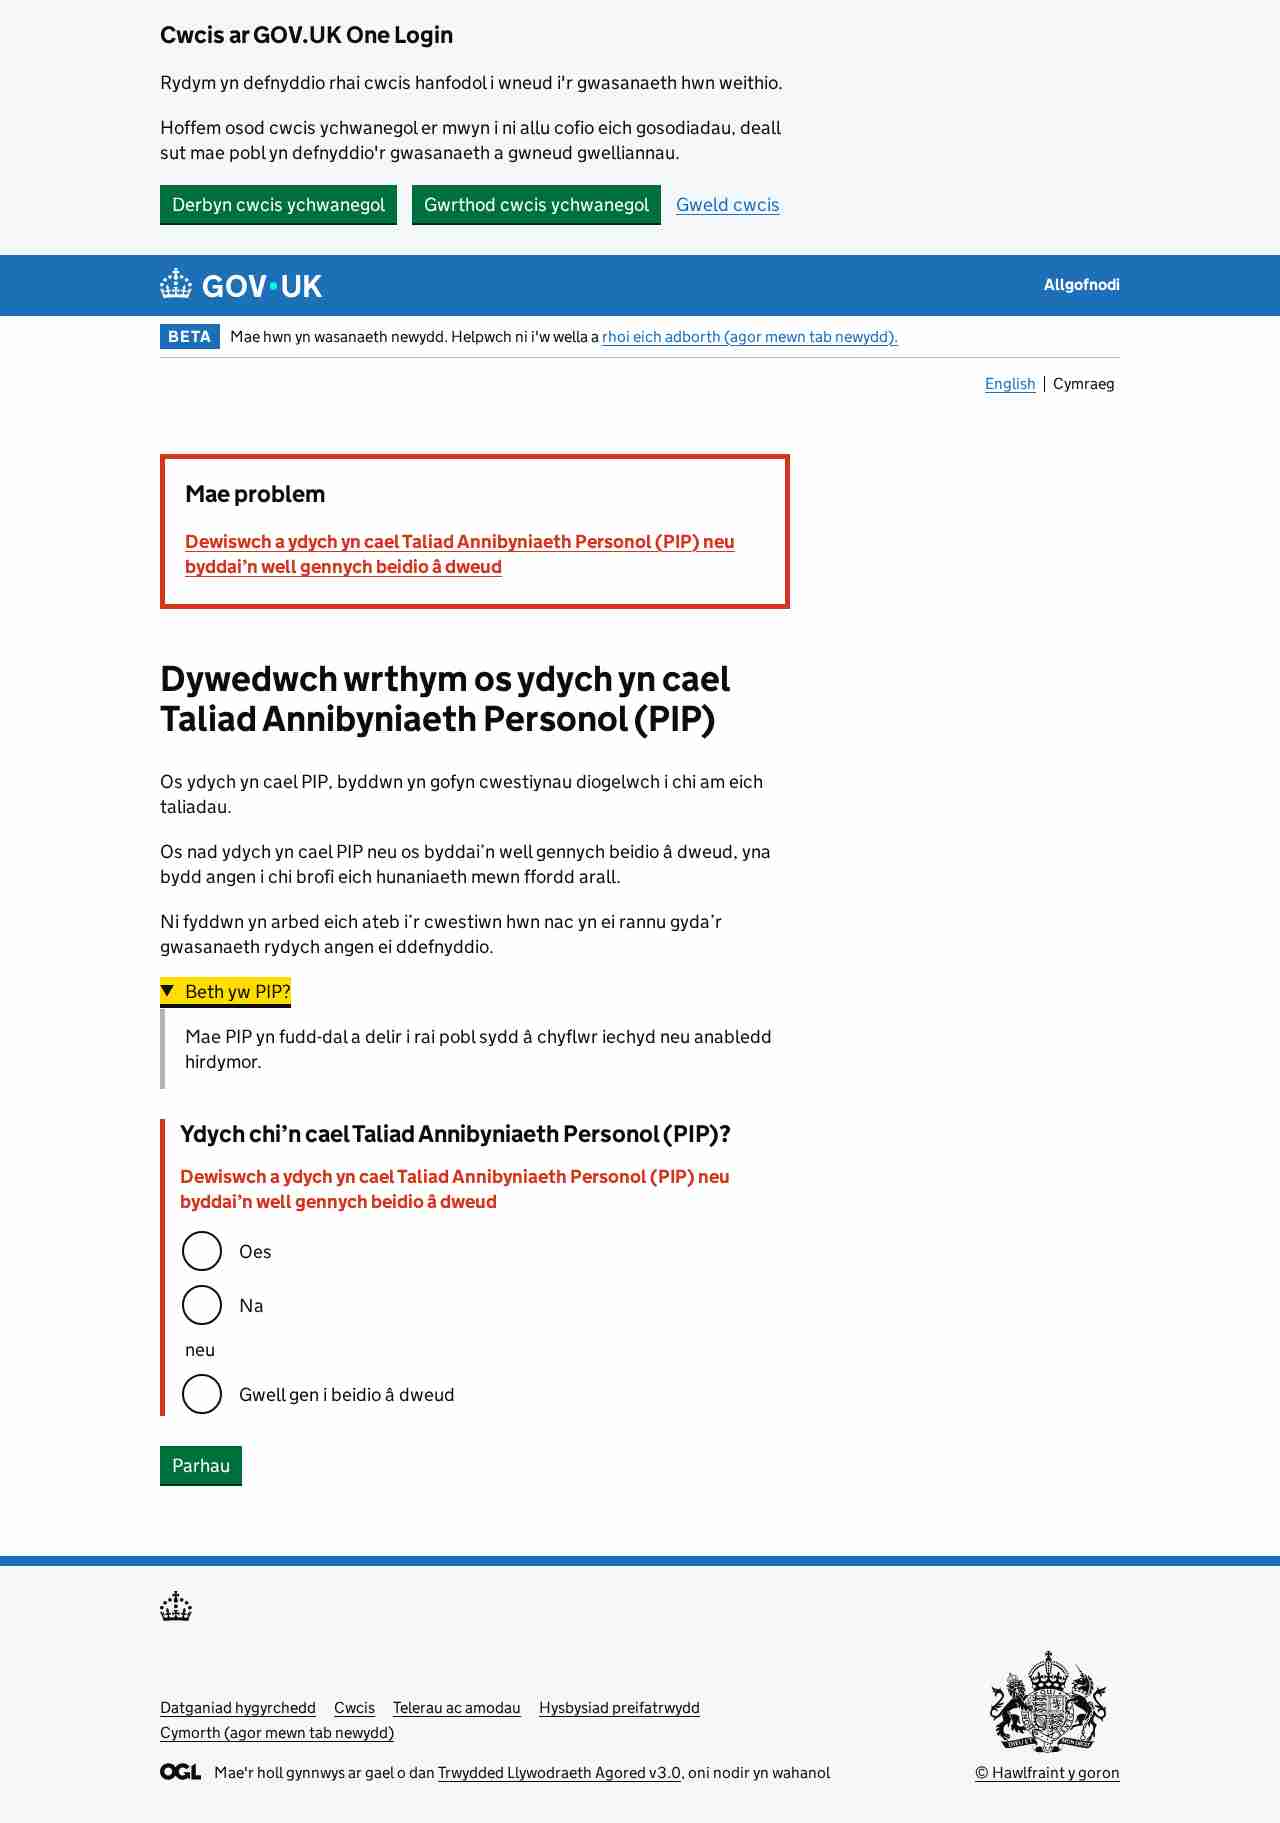 Cwcis ar GOV.UK One Login
Rydym yn defnyddio rhai cwcis hanfodol i wneud i'r gwasanaeth hwn weithio.
Hoffem osod cwcis ychwanegol er mwyn i ni allu cofio eich gosodiadau, deall
sut mae pobl yn defnyddio'r gwasanaeth a gwneud gwelliannau.
Derbyn cwcis ychwanegol Gwrthod cwcis ychwanegol Gweld cwcis
GOV·UK Allgofnodi
BETA Mae hwn yn wasanaeth newydd. Helpwch ni i'w wella a rhoi eich adborth (agor mewn tab newydd).
English Cymraeg
Mae problem
Dewiswch a ydych yn cael Taliad Annibyniaeth Personol (PIP) neu
byddai’n well gennych beidio â dweud
Dywedwch wrthym os ydych yn cael
Taliad Annibyniaeth Personol (PIP)
Os ydych yn cael PIP, byddwn yn gofyn cwestiynau diogelwch i chi am eich
taliadau.
Os nad ydych yn cael PIP neu os byddai’n well gennych beidio â dweud, yna
bydd angen i chi brofi eich hunaniaeth mewn ffordd arall.
Ni fyddwn yn arbed eich ateb i’r cwestiwn hwn nac yn ei rannu gyda’r
gwasanaeth rydych angen ei ddefnyddio.
Beth yw PIP?
Mae PIP yn fudd-dal a delir i rai pobl sydd â chyflwr iechyd neu anabledd
hirdymor.
Ydych chi’n cael Taliad Annibyniaeth Personol (PIP)?
Dewiswch a ydych yn cael Taliad Annibyniaeth Personol (PIP) neu
byddai’n well gennych beidio â dweud
Oes
Na
neu
Gwell gen i beidio â dweud
Parhau
Datganiad hygyrchedd Cwcis Telerau ac amodau Hysbysiad preifatrwydd
Cymorth (agor mewn tab newydd)
OGL Mae'r holl gynnwys ar gael o dan Trwydded Llywodraeth Agored v3.0, oni nodir yn wahanol
© Hawlfraint y goron